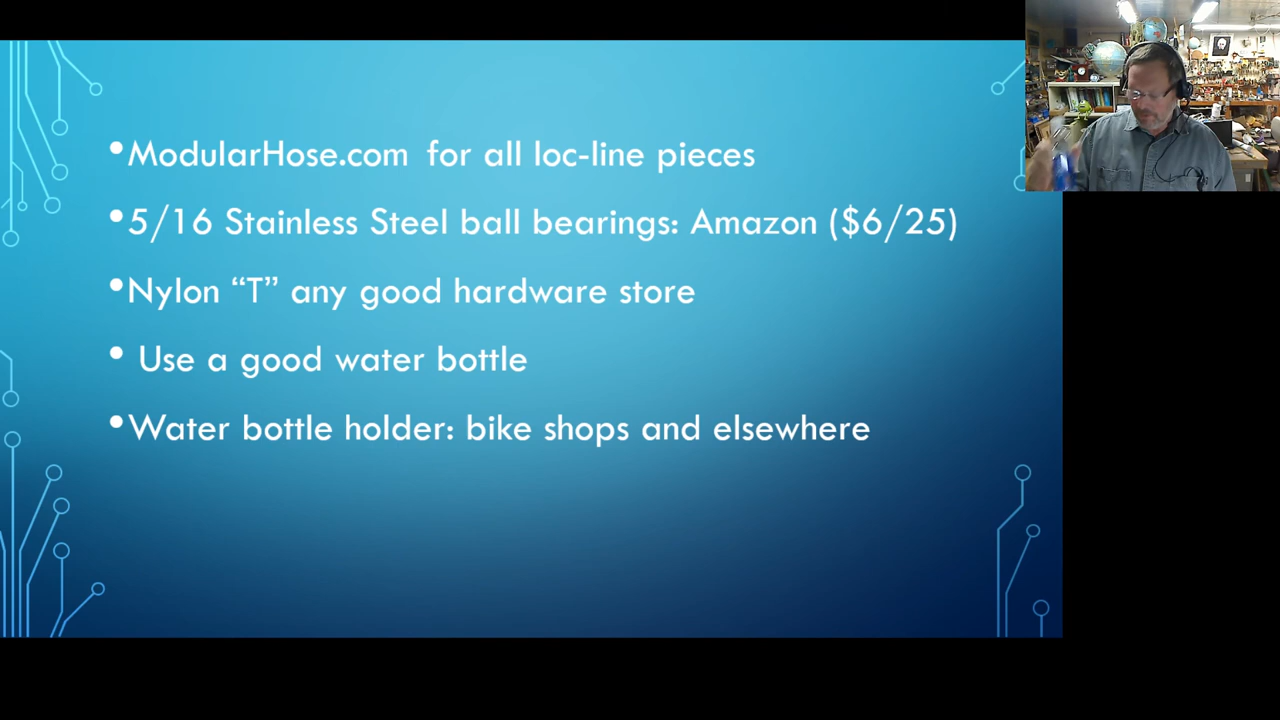 •ModularHose.com for all loc-line pieces
•5/16 Stainless Steel ball bearings: Amazon ($6/25)
•Nylon “T” any good hardware store
• Use a good water bottle
•Water bottle holder: bike shops and elsewhere